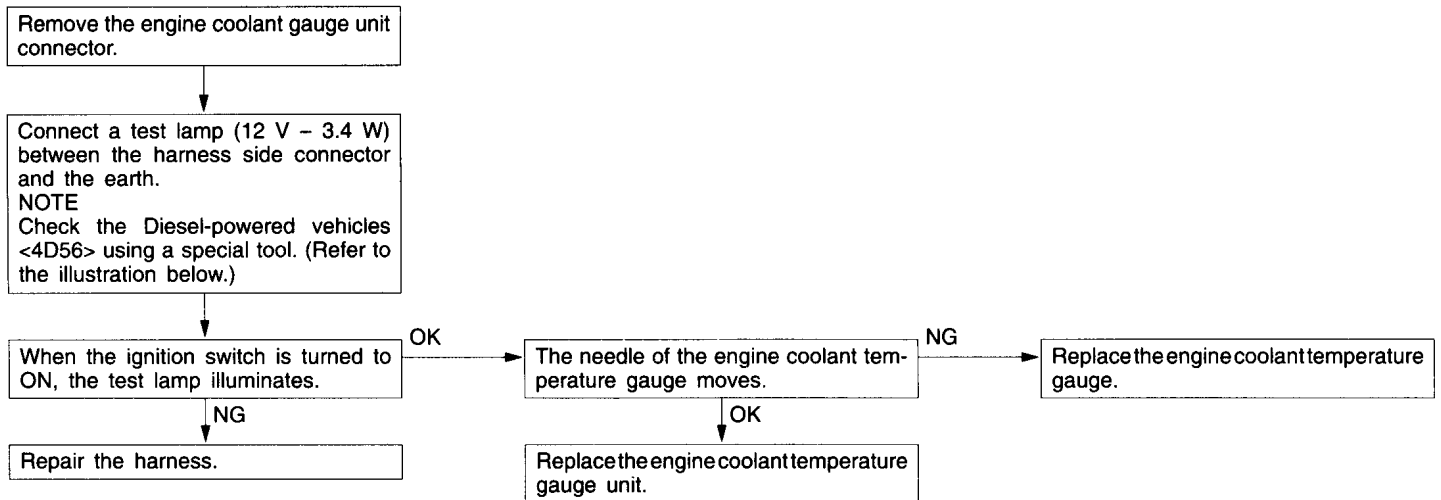 Remove the engine coolant gauge unit
connector.
Connect a test lamp (12 V – 3.4 W)
between the harness side connector
and the earth.
NOTE
Check the Diesel-powered vehicles
<4D56> using a special tool. (Refer to
the illustration below.)
When the ignition switch is turned to
ON, the test lamp illuminates.
OK
The needle of the engine coolant tem-
perature gauge moves.
NG
Replace the engine coolant temperature
gauge.
NG
OK
Repair the harness.
Replace the engine coolant temperature
gauge unit.